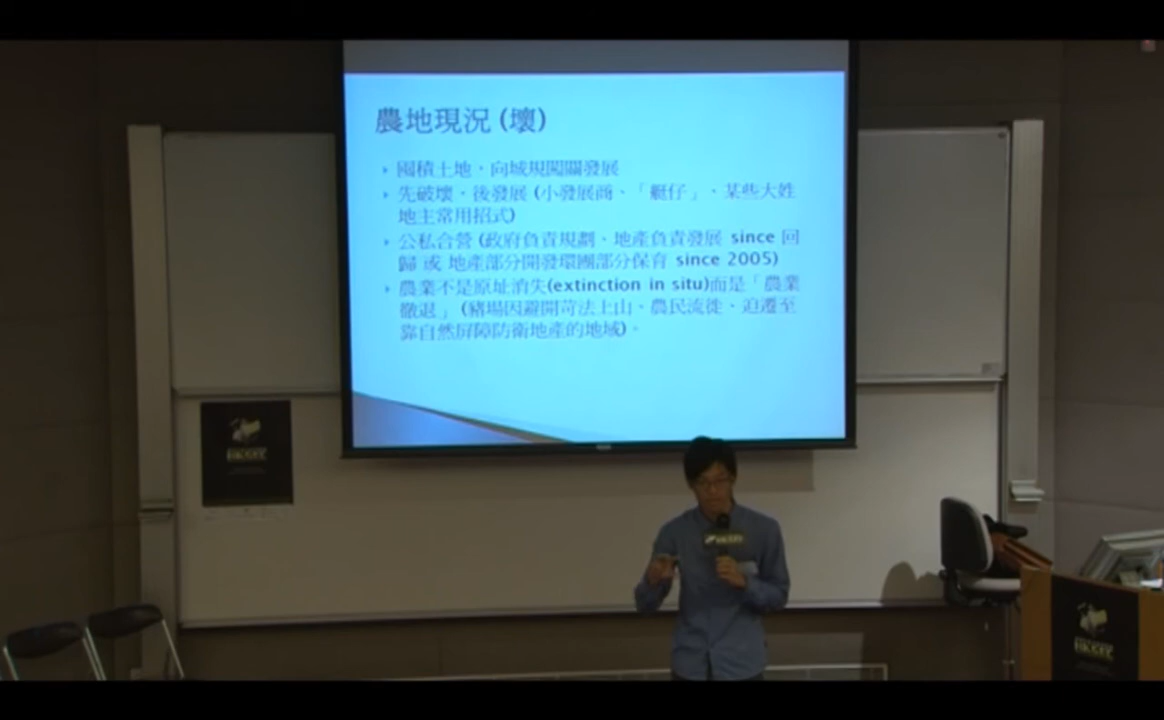 農地現況 (壞)
囤積土地，向城規闖關發展
先破壞，後發展 (小發展商、「艇仔」、某些大姓
地主常用招式)
公私合營 (政府負責規劃、地產負責發展 since 回
歸 或 地產部分開發環團部分保育 since 2005)
農業不是原址消失(extinction in situ)而是「農業
撤退」 (豬場因避開苛法上山、農民流徙、迫遷至
靠自然屏障防衛地產的地域)。